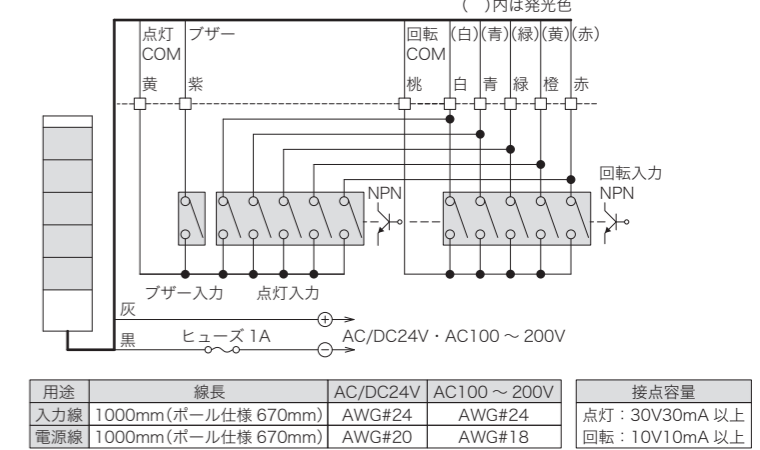 ( )内は発光色
点灯 ブザー 回転 (白)(青)(緑)(黄)(赤)
COM COM
黄 紫 桃 白 青 緑 橙 赤
回転入力
NPN NPN
ブザー入力 点灯入力
灰
黒 ヒューズ 1A AC/DC24V・AC100 ~ 200V
用途 線長 AC/DC24V AC100 ~ 200V 接点容量
入力線 1000mm(ポール仕様 670mm) AWG#24 AWG#24 点灯:30V30mA 以上
電源線 1000mm(ポール仕様 670mm) AWG#20 AWG#18 回転:10V10mA 以上